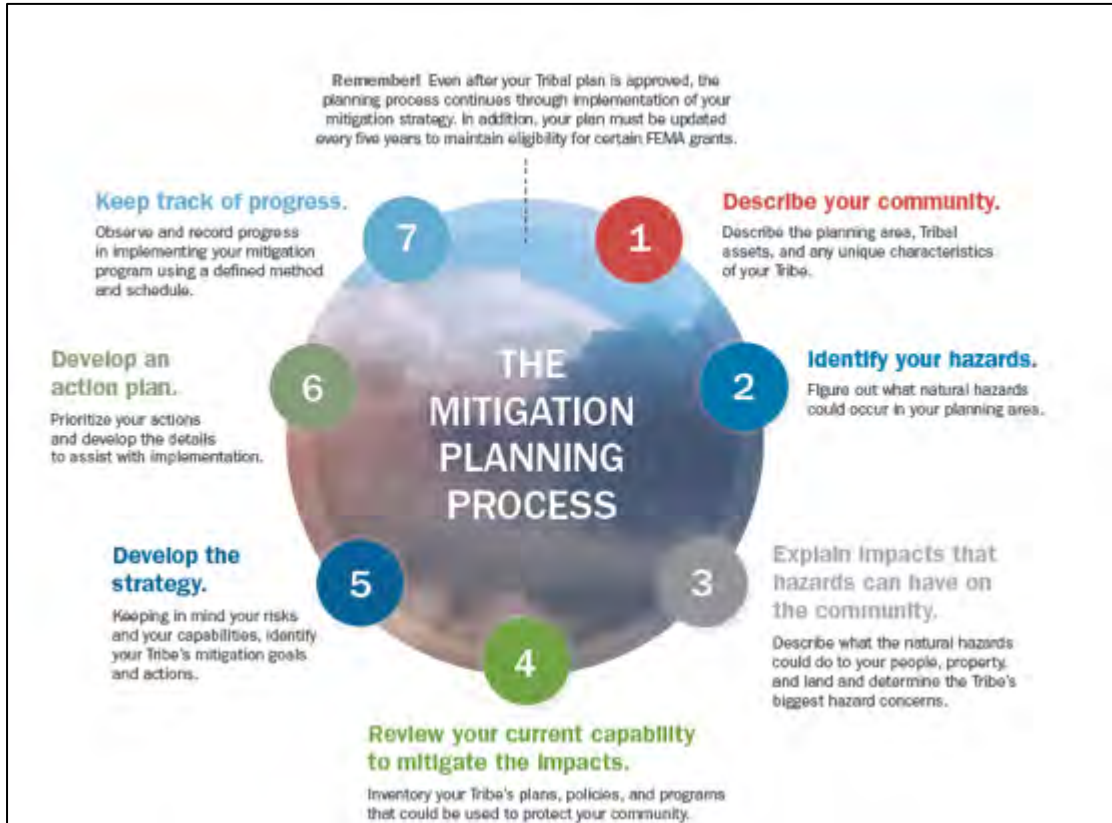 Remember! Even after your Tribal plan is approved, the
planning process continues through implementation of your
mitigation strategy. In addition, your plan must be updated
every five years to maintain eligibility for certain FEMA grants.
1
Describe your community.
Describe the planning area, Tribal
assets, and any unique characteristics
of your Tribe.
2
Identify your hazards.
Figure out what natural hazards
could occur in your planning area.
3
Explain impacts that
hazards can have on
the community.
Describe what the natural hazards
could do to your people, property,
and land and determine the Tribe's
biggest hazard concerns.
4
Review your current capability
to mitigate the impacts.
Inventory your Tribe's plans, policies, and programs
that could be used to protect your community.
5
Develop the
strategy.
Keeping in mind your risks
and your capabilities, identify
your Tribe's mitigation goals
and actions.
6
Develop an
action plan.
Prioritize your actions
and develop the details
to assist with implementation.
7
Keep track of progress.
Observe and record progress
in implementing your mitigation
program using a defined method
and schedule.
THE
MITIGATION
PLANNING
PROCESS